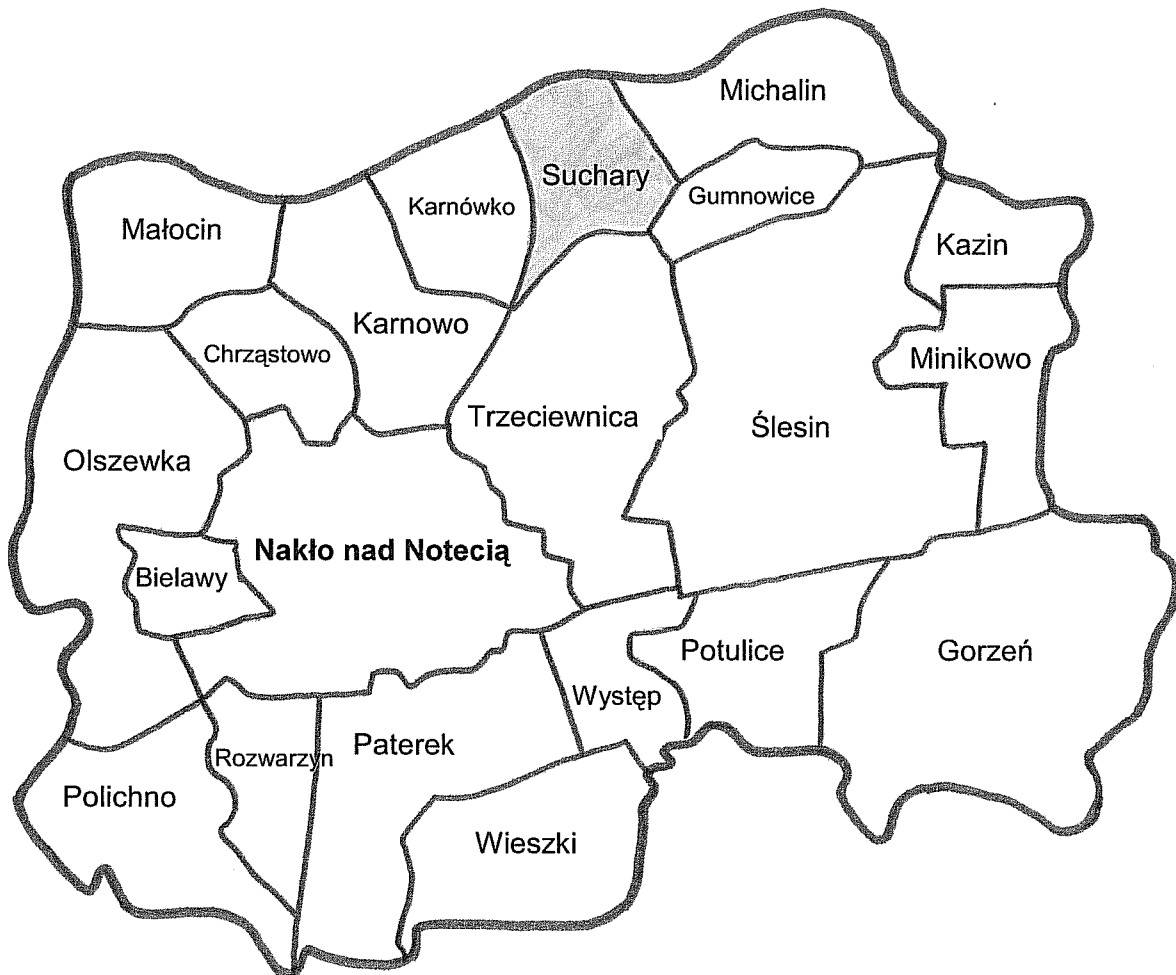 Michalin
Suchary
Gumnowice
Karnówko
Małocin
Kazin
Karnowo
Chrząstowo
Minikowo
Trzeciewnica
Ślesin
Olszewka
Nakło nad Notecią
Bielawy
Potulice
Gorzeń
Występ
Paterek
Rozwarzyn
Polichno
Wieszki